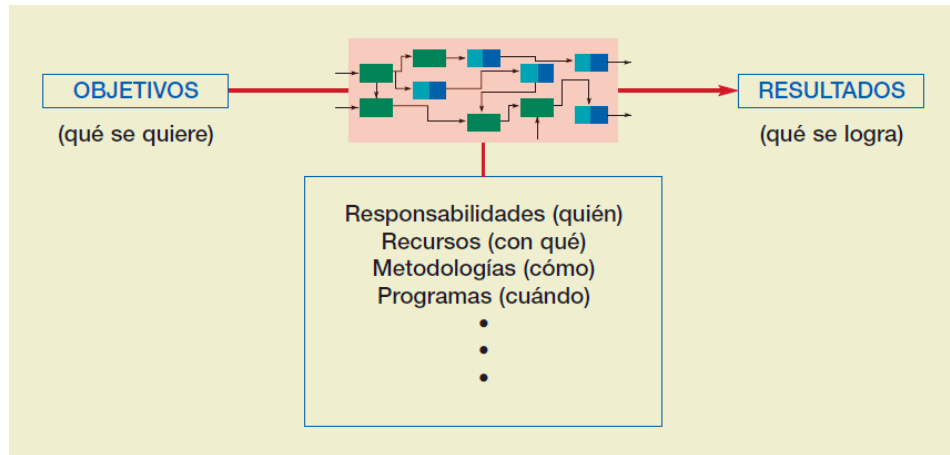 OBJETIVOS
(qué se quiere)
RESULTADOS
(qué se logra)
Responsabilidades (quién)
Recursos (con qué)
Metodologías (cómo)
Programas (cuándo)
•
•
•